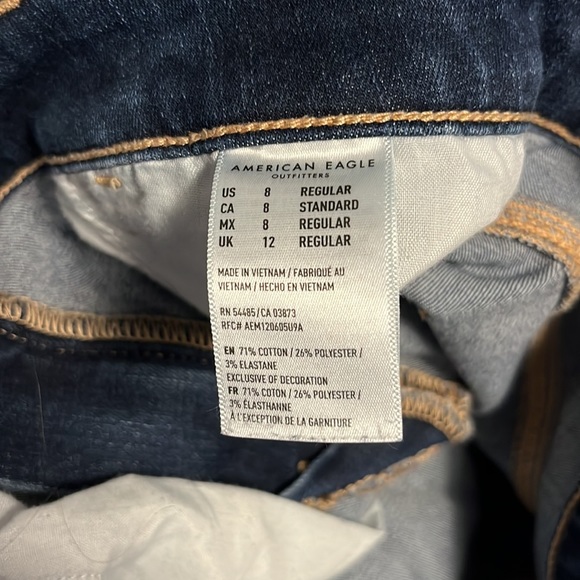 AMERICAN EAGLE
OUTFITTERS
US 8 REGULAR
CA 8 STANDARD
MX 8 REGULAR
UK 12 REGULAR
MADE IN VIETNAM / FABRIQUÉ AU
VIETNAM / HECHO EN VIETNAM
RN 54485 / CA 03873
RFC# AEM120605U9A
EN 71% COTTON / 26% POLYESTER /
3% ELASTANE
EXCLUSIVE OF DECORATION
FR 71% COTON / 26% POLYESTER /
3% ÉLASTHANNE
À L'EXCEPTION DE LA GARNITURE